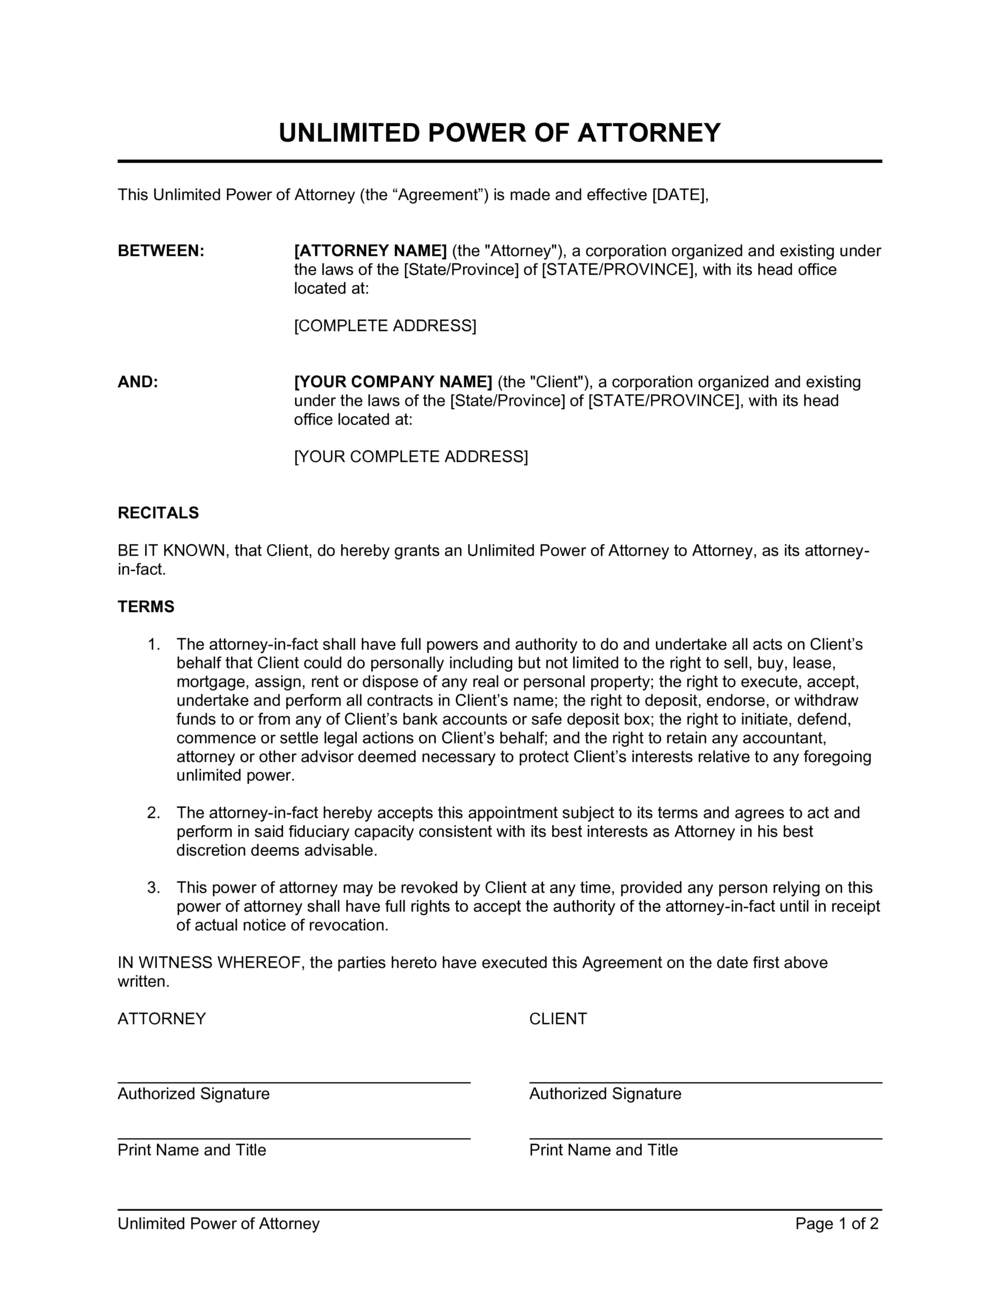 UNLIMITED POWER OF ATTORNEY
This Unlimited Power of Attorney (the “Agreement”) is made and effective [DATE],
BETWEEN: [ATTORNEY NAME] (the "Attorney"), a corporation organized and existing under
the laws of the [State/Province] of [STATE/PROVINCE], with its head office
located at:
[COMPLETE ADDRESS]
AND: [YOUR COMPANY NAME] (the "Client"), a corporation organized and existing
under the laws of the [State/Province] of [STATE/PROVINCE], with its head
office located at:
[YOUR COMPLETE ADDRESS]
RECITALS
BE IT KNOWN, that Client, do hereby grants an Unlimited Power of Attorney to Attorney, as its attorney-
in-fact.
TERMS
1. The attorney-in-fact shall have full powers and authority to do and undertake all acts on Client’s
behalf that Client could do personally including but not limited to the right to sell, buy, lease,
mortgage, assign, rent or dispose of any real or personal property; the right to execute, accept,
undertake and perform all contracts in Client’s name; the right to deposit, endorse, or withdraw
funds to or from any of Client’s bank accounts or safe deposit box; the right to initiate, defend,
commence or settle legal actions on Client’s behalf; and the right to retain any accountant,
attorney or other advisor deemed necessary to protect Client’s interests relative to any foregoing
unlimited power.
2. The attorney-in-fact hereby accepts this appointment subject to its terms and agrees to act and
perform in said fiduciary capacity consistent with its best interests as Attorney in his best
discretion deems advisable.
3. This power of attorney may be revoked by Client at any time, provided any person relying on this
power of attorney shall have full rights to accept the authority of the attorney-in-fact until in receipt
of actual notice of revocation.
IN WITNESS WHEREOF, the parties hereto have executed this Agreement on the date first above
written.
ATTORNEY CLIENT
Authorized Signature Authorized Signature
Print Name and Title Print Name and Title
Unlimited Power of Attorney Page 1 of 2